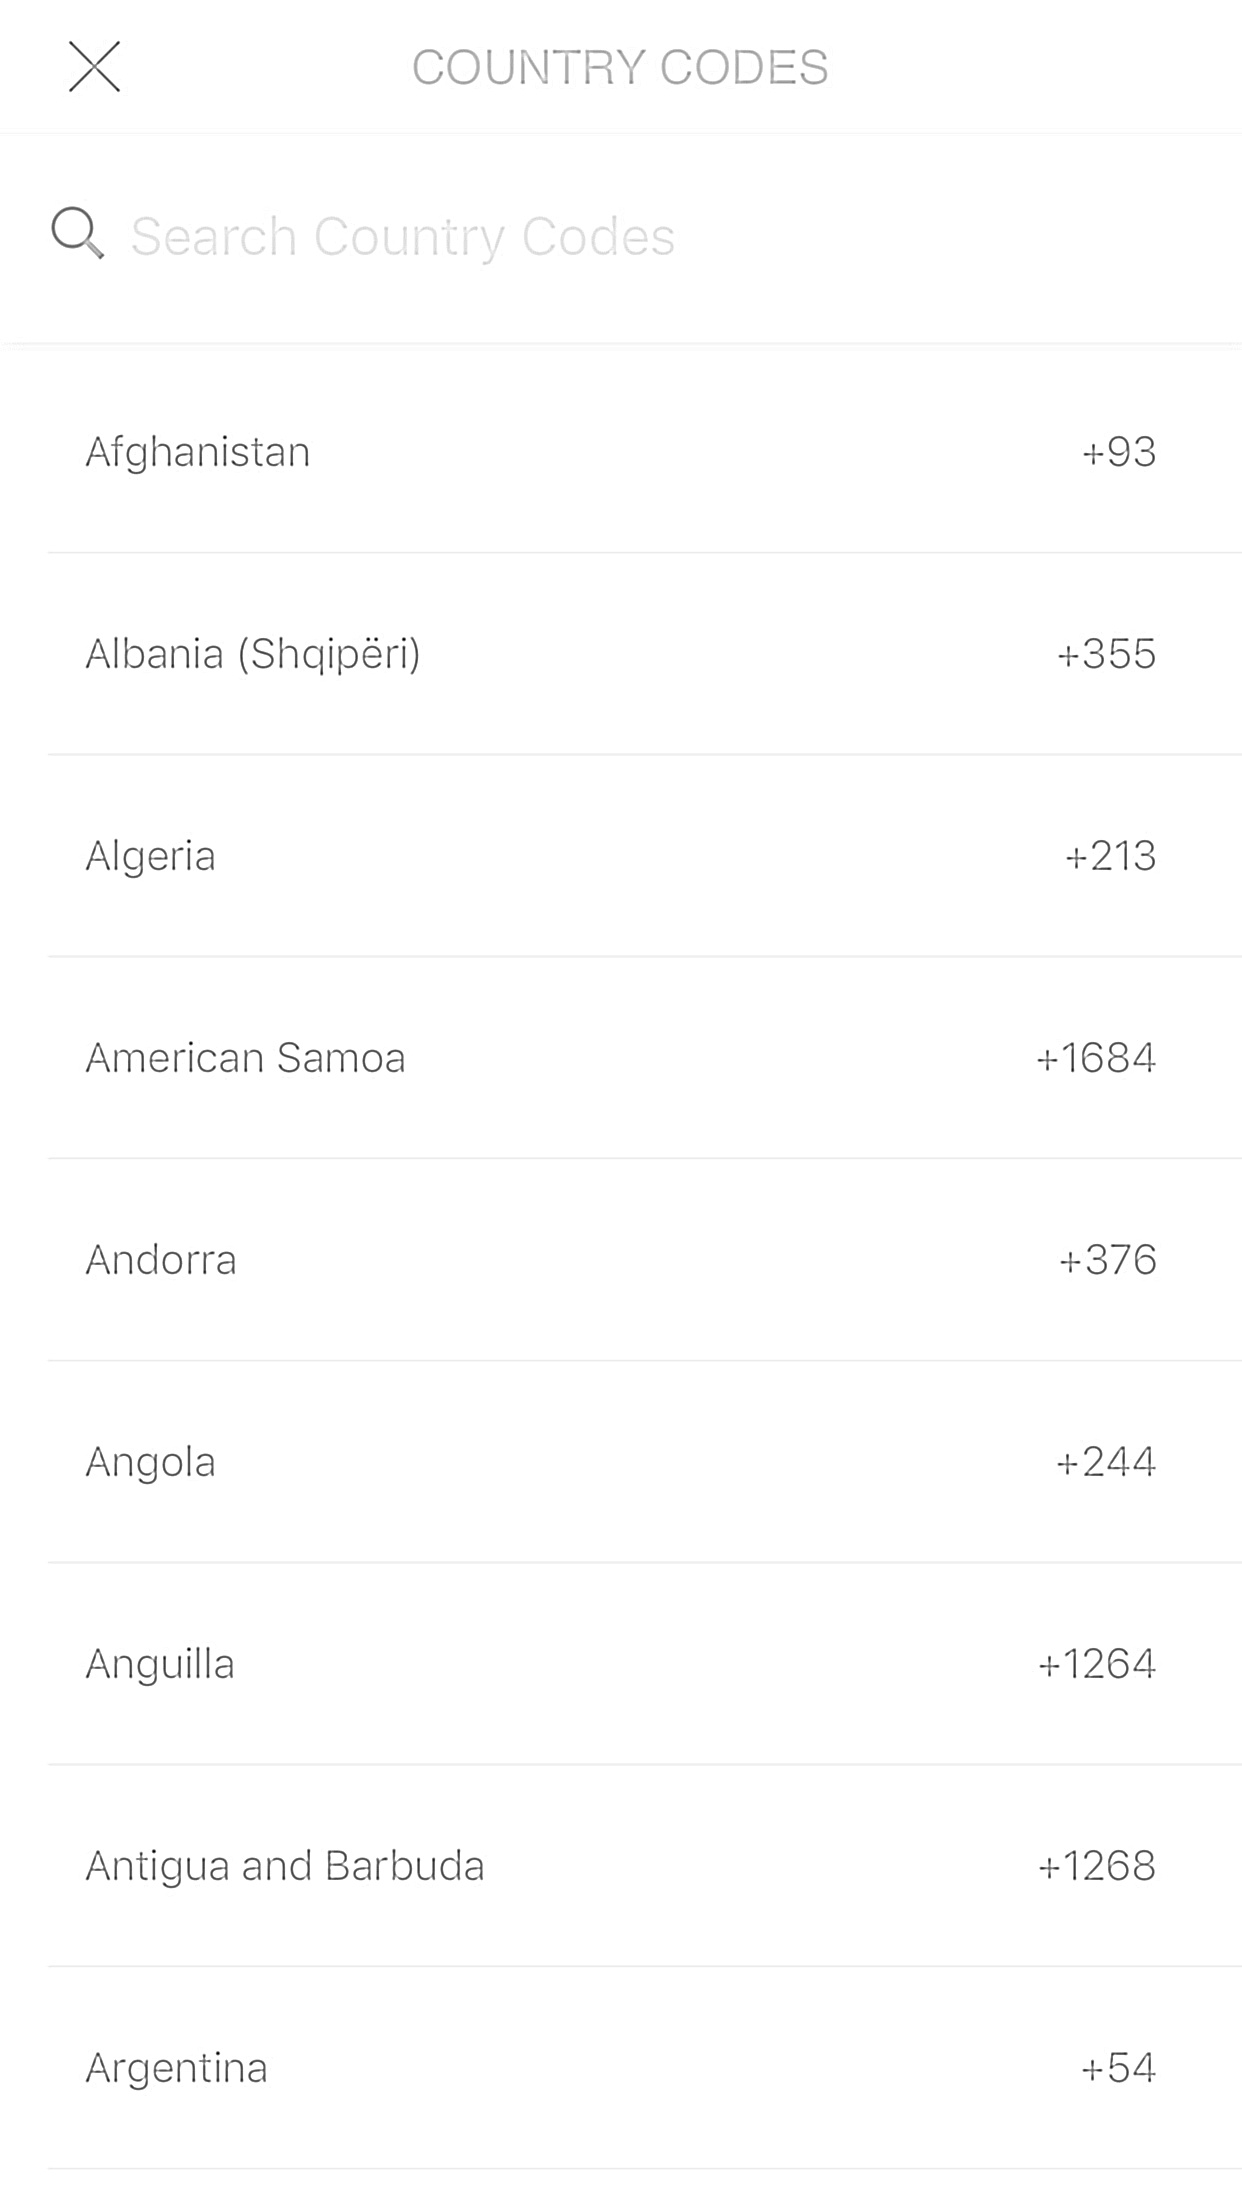 COUNTRY CODES
Search Country Codes
Afghanistan +93
Albania (Shqipëri) +355
Algeria +213
American Samoa +1684
Andorra +376
Angola +244
Anguilla +1264
Antigua and Barbuda +1268
Argentina +54